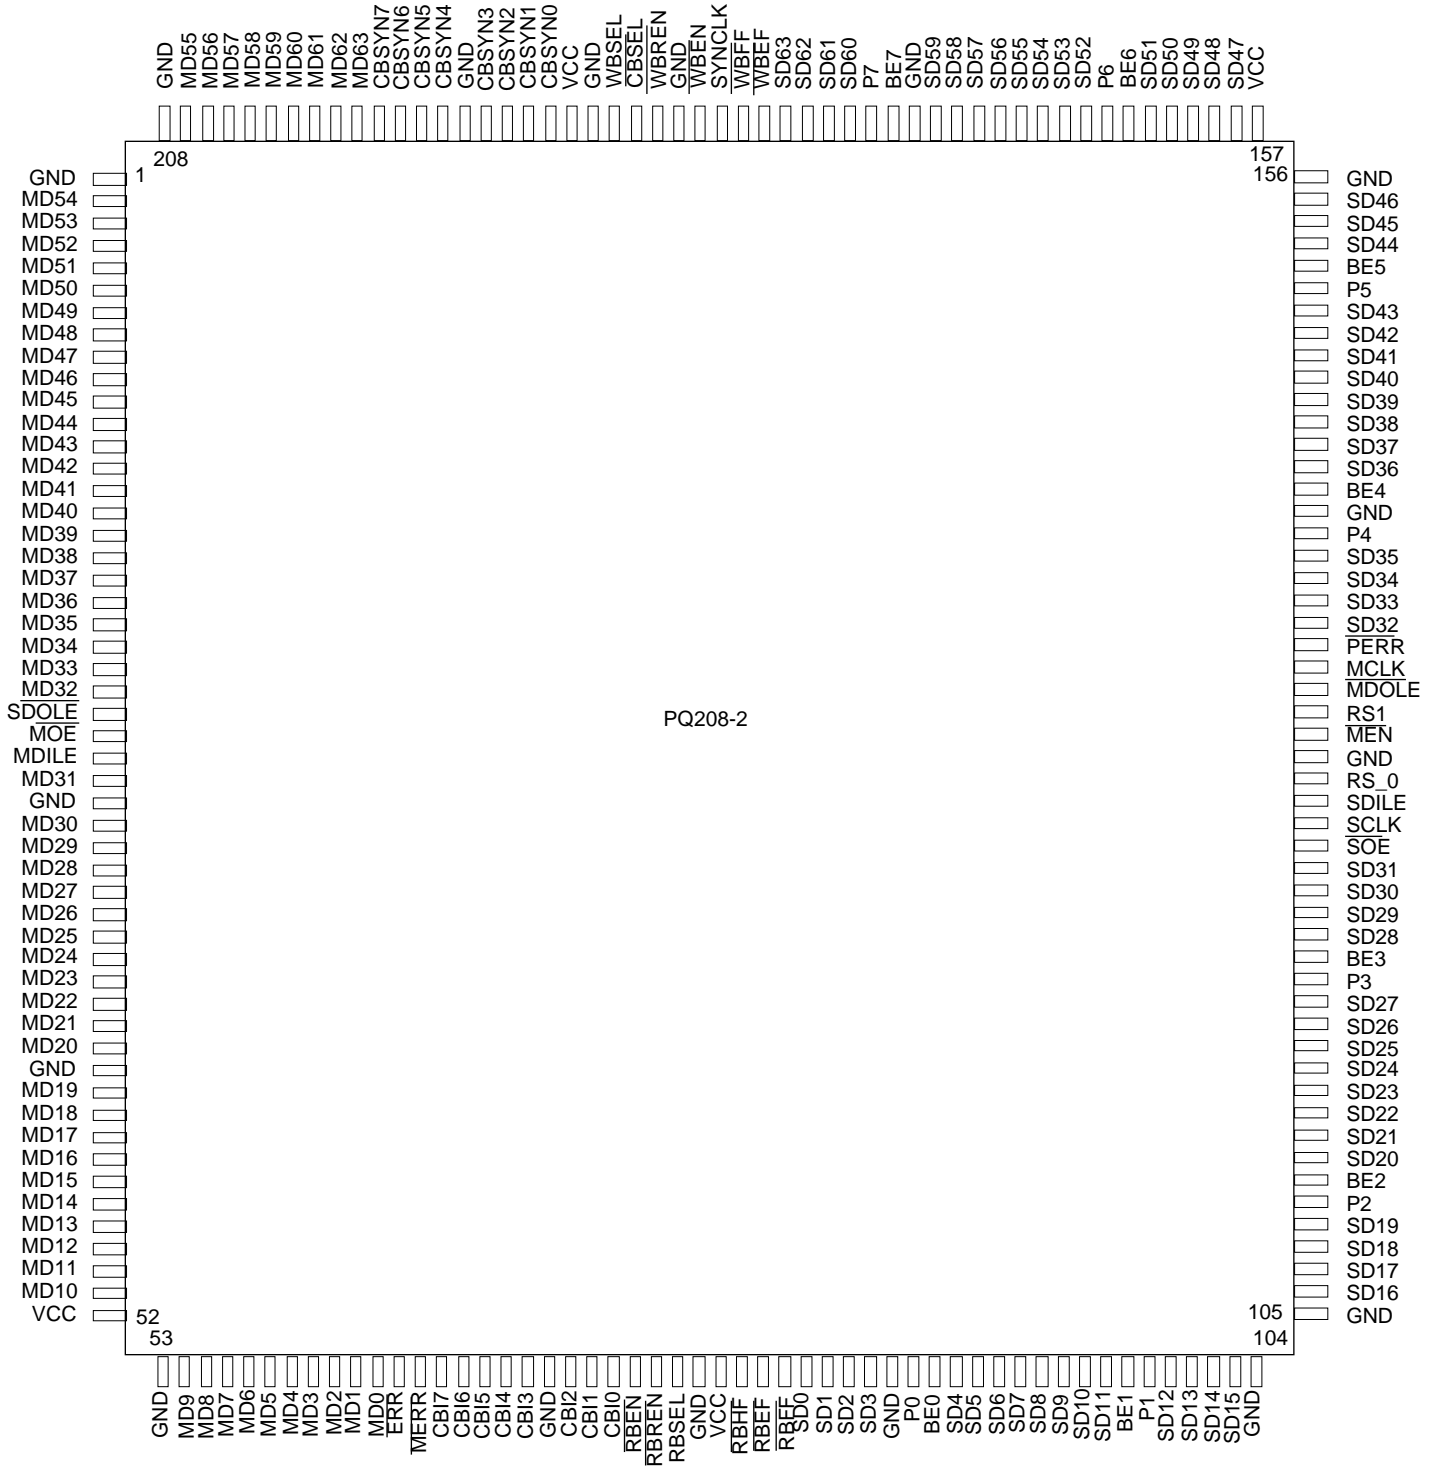 GND
MD55
MD56
MD57
MD58
MD59
MD60
MD61
MD62
MD63
CBSYN7
CBSYN6
CBSYN5
CBSYN4
GND
CBSYN3
CBSYN2
CBSYN1
CBSYN0
VCC
GND
WBSEL
CBSEL
WBREN
GND
WBEN
SYNCLK
WBFF
WBEF
SD63
SD62
SD61
SD60
P7
BE7
GND
SD59
SD58
SD57
SD56
SD55
SD54
SD53
SD52
P6
BE6
SD51
SD50
SD49
SD48
SD47
VCC
208
157
1
156
GND
MD54
MD53
MD52
MD51
MD50
MD49
MD48
MD47
MD46
MD45
MD44
MD43
MD42
MD41
MD40
MD39
MD38
MD37
MD36
MD35
MD34
MD33
MD32
SDOLE
MOE
MDILE
MD31
GND
MD30
MD29
MD28
MD27
MD26
MD25
MD24
MD23
MD22
MD21
MD20
GND
MD19
MD18
MD17
MD16
MD15
MD14
MD13
MD12
MD11
MD10
VCC
PQ208-2
GND
SD46
SD45
SD44
BE5
P5
SD43
SD42
SD41
SD40
SD39
SD38
SD37
SD36
BE4
GND
P4
SD35
SD34
SD33
SD32
PERR
MCLK
MDOLE
RS1
MEN
GND
RS_0
SDILE
SCLK
SOE
SD31
SD30
SD29
SD28
BE3
P3
SD27
SD26
SD25
SD24
SD23
SD22
SD21
SD20
BE2
P2
SD19
SD18
SD17
SD16
GND
52
105
53
104
GND
MD9
MD8
MD7
MD6
MD5
MD4
MD3
MD2
MD1
MD0
ERR
MERR
CBI7
CBI6
CBI5
CBI4
CBI3
GND
CBI2
CBI1
CBI0
RBEN
RBREN
RBSEL
GND
VCC
RBHF
RBEF
RBFF
SD0
SD1
SD2
SD3
GND
P0
BE0
SD4
SD5
SD6
SD7
SD8
SD9
SD10
SD11
BE1
P1
SD12
SD13
SD14
SD15
GND